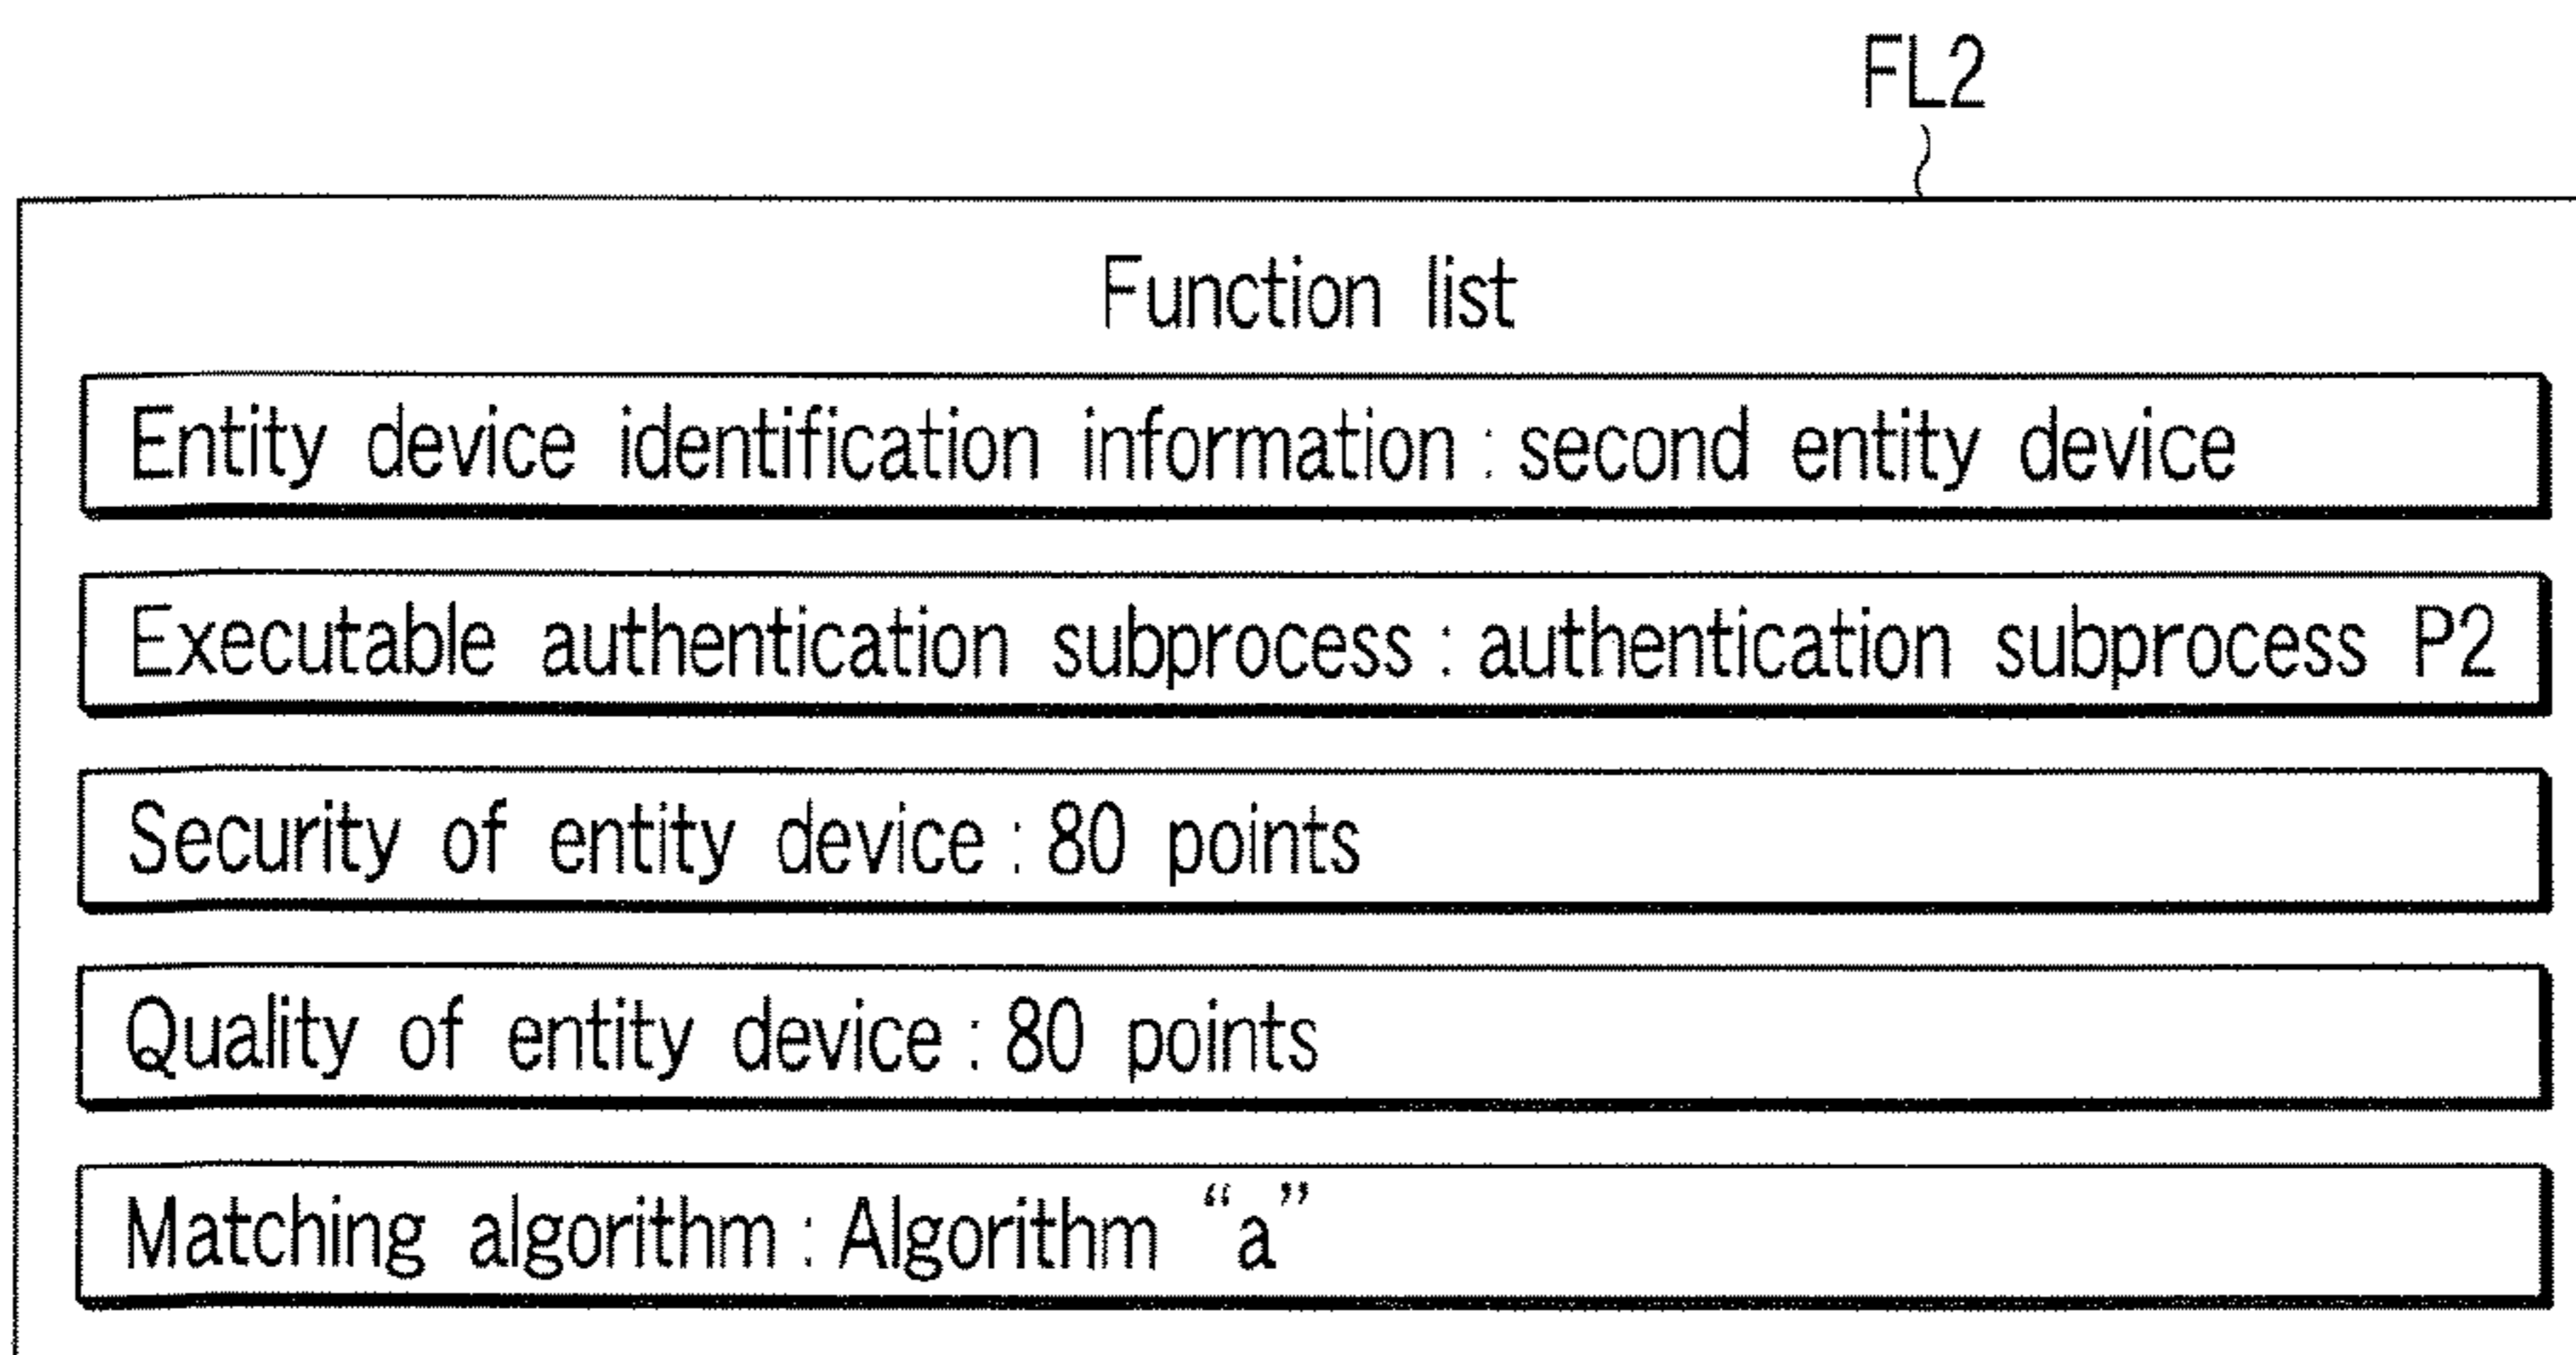 FL2
Function list
Entity device identification information : second entity device
Executable authentication subprocess : authentication subprocess P2
Security of entity device : 80 points
Quality of entity device : 80 points
Matching algorithm : Algorithm “a”